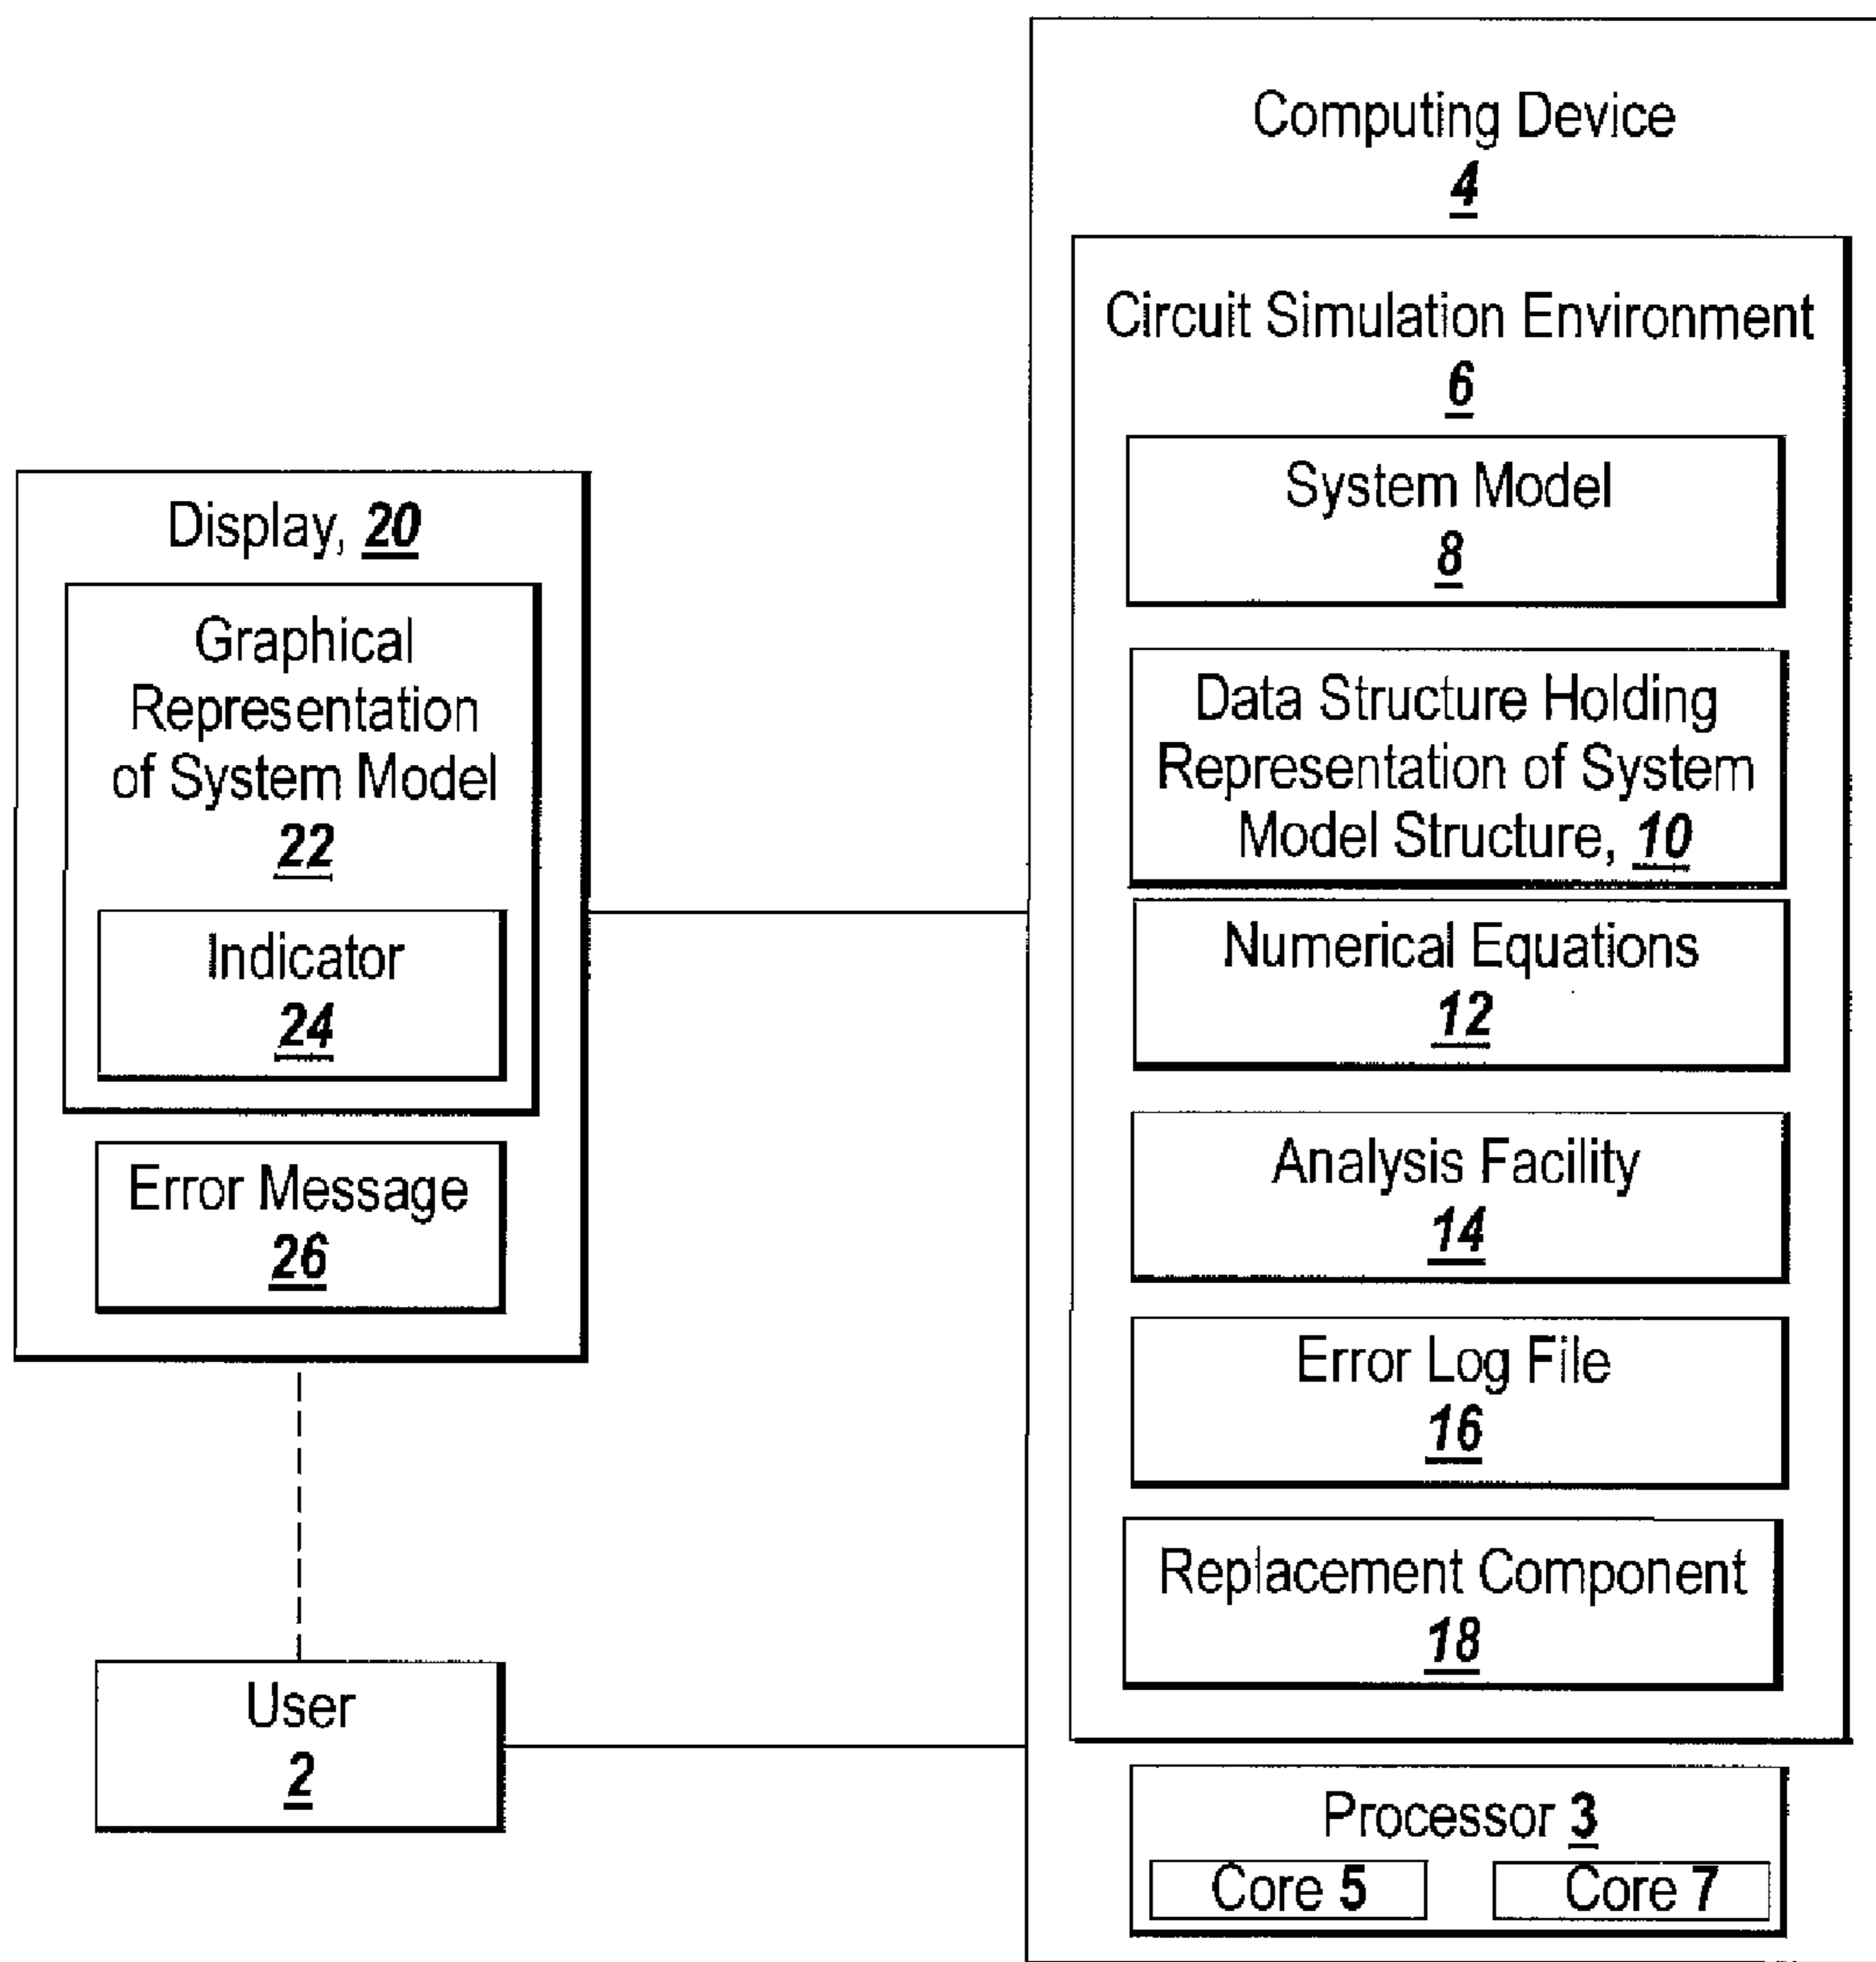 Computing Device
4
Circuit Simulation Environment
6
System Model
8
Data Structure Holding
Representation of System
Model Structure, 10
Numerical Equations
12
Analysis Facility
14
Error Log File
16
Replacement Component
18
Processor 3
Core 5
Core 7
Display, 20
Graphical
Representation
of System Model
22
Indicator
24
Error Message
26
User
2